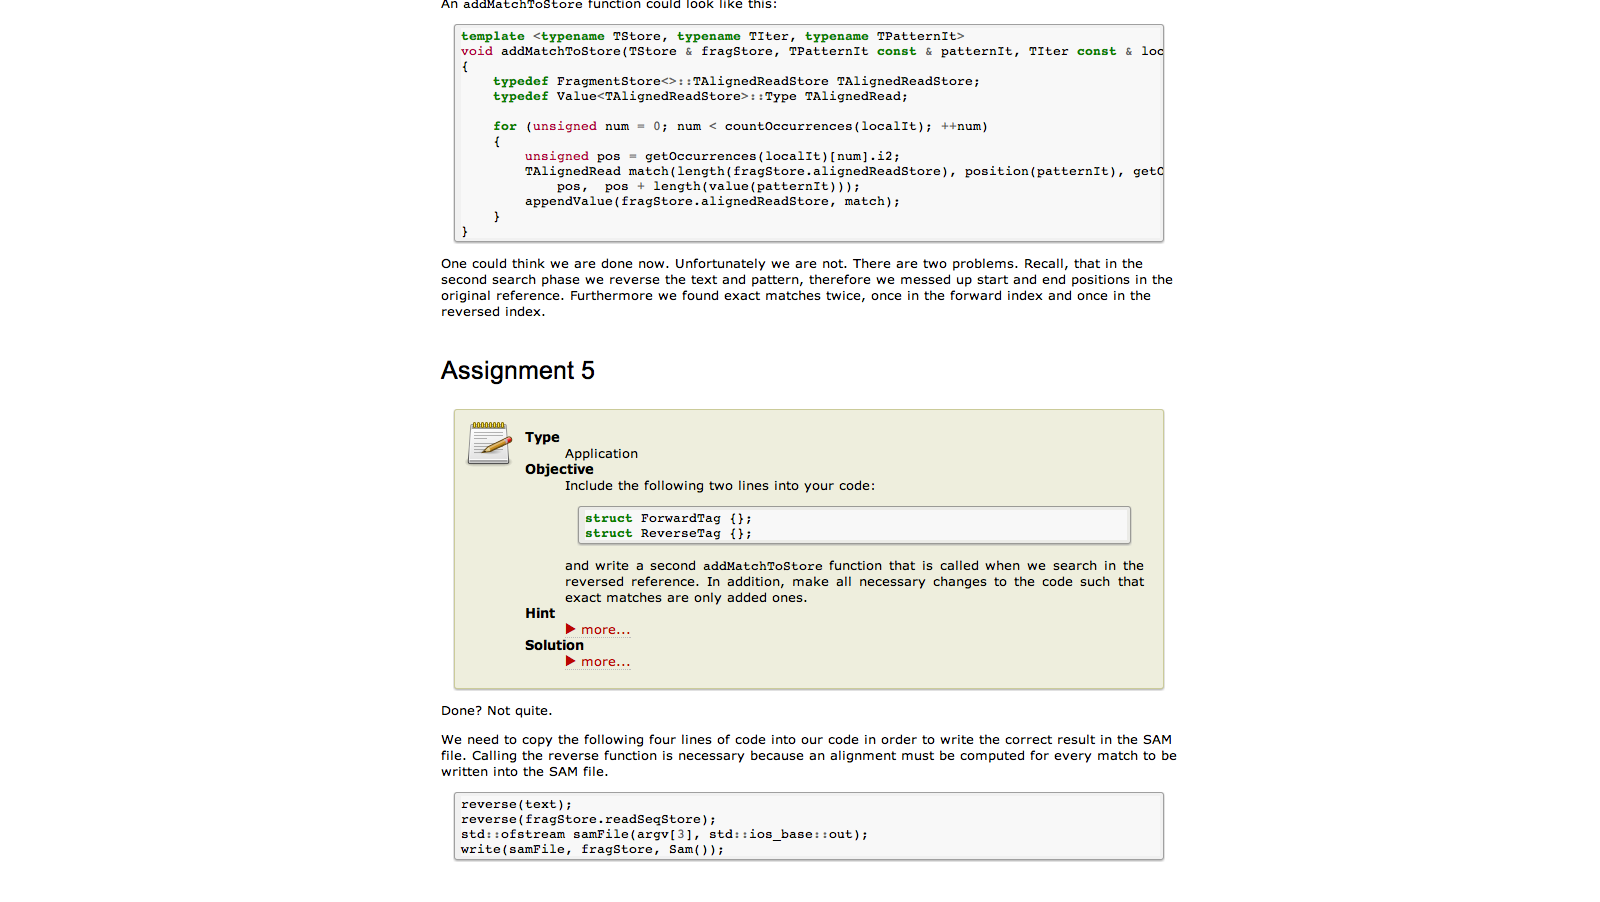 An addMatchToStore function could look like this:
template <typename TStore, typename TIter, typename TPatternIt>
void addMatchToStore(TStore & fragStore, TPatternIt const & patternIt, TIter const & loc
{
    typedef FragmentStore<>::TAlignedReadStore TAlignedReadStore;
    typedef Value<TAlignedReadStore>::Type TAlignedRead;
    for (unsigned num = 0; num < countOccurrences(localIt); ++num)
    {
        unsigned pos = getOccurrences(localIt)[num].i2;
        TAlignedRead match(length(fragStore.alignedReadStore), position(patternIt), getO
            pos,  pos + length(value(patternIt)));
        appendValue(fragStore.alignedReadStore, match);
    }
}
One could think we are done now. Unfortunately we are not. There are two problems. Recall, that in the
second search phase we reverse the text and pattern, therefore we messed up start and end positions in the
original reference. Furthermore we found exact matches twice, once in the forward index and once in the
reversed index.
Assignment 5
Type
Application
Objective
Include the following two lines into your code:
struct ForwardTag {};
struct ReverseTag {};
and write a second addMatchToStore function that is called when we search in the
reversed reference. In addition, make all necessary changes to the code such that
exact matches are only added ones.
Hint
more...
Solution
more...
Done? Not quite.
We need to copy the following four lines of code into our code in order to write the correct result in the SAM
file. Calling the reverse function is necessary because an alignment must be computed for every match to be
written into the SAM file.
reverse(text);
reverse(fragStore.readSeqStore);
std::ofstream samFile(argv[3], std::ios_base::out);
write(samFile, fragStore, Sam());